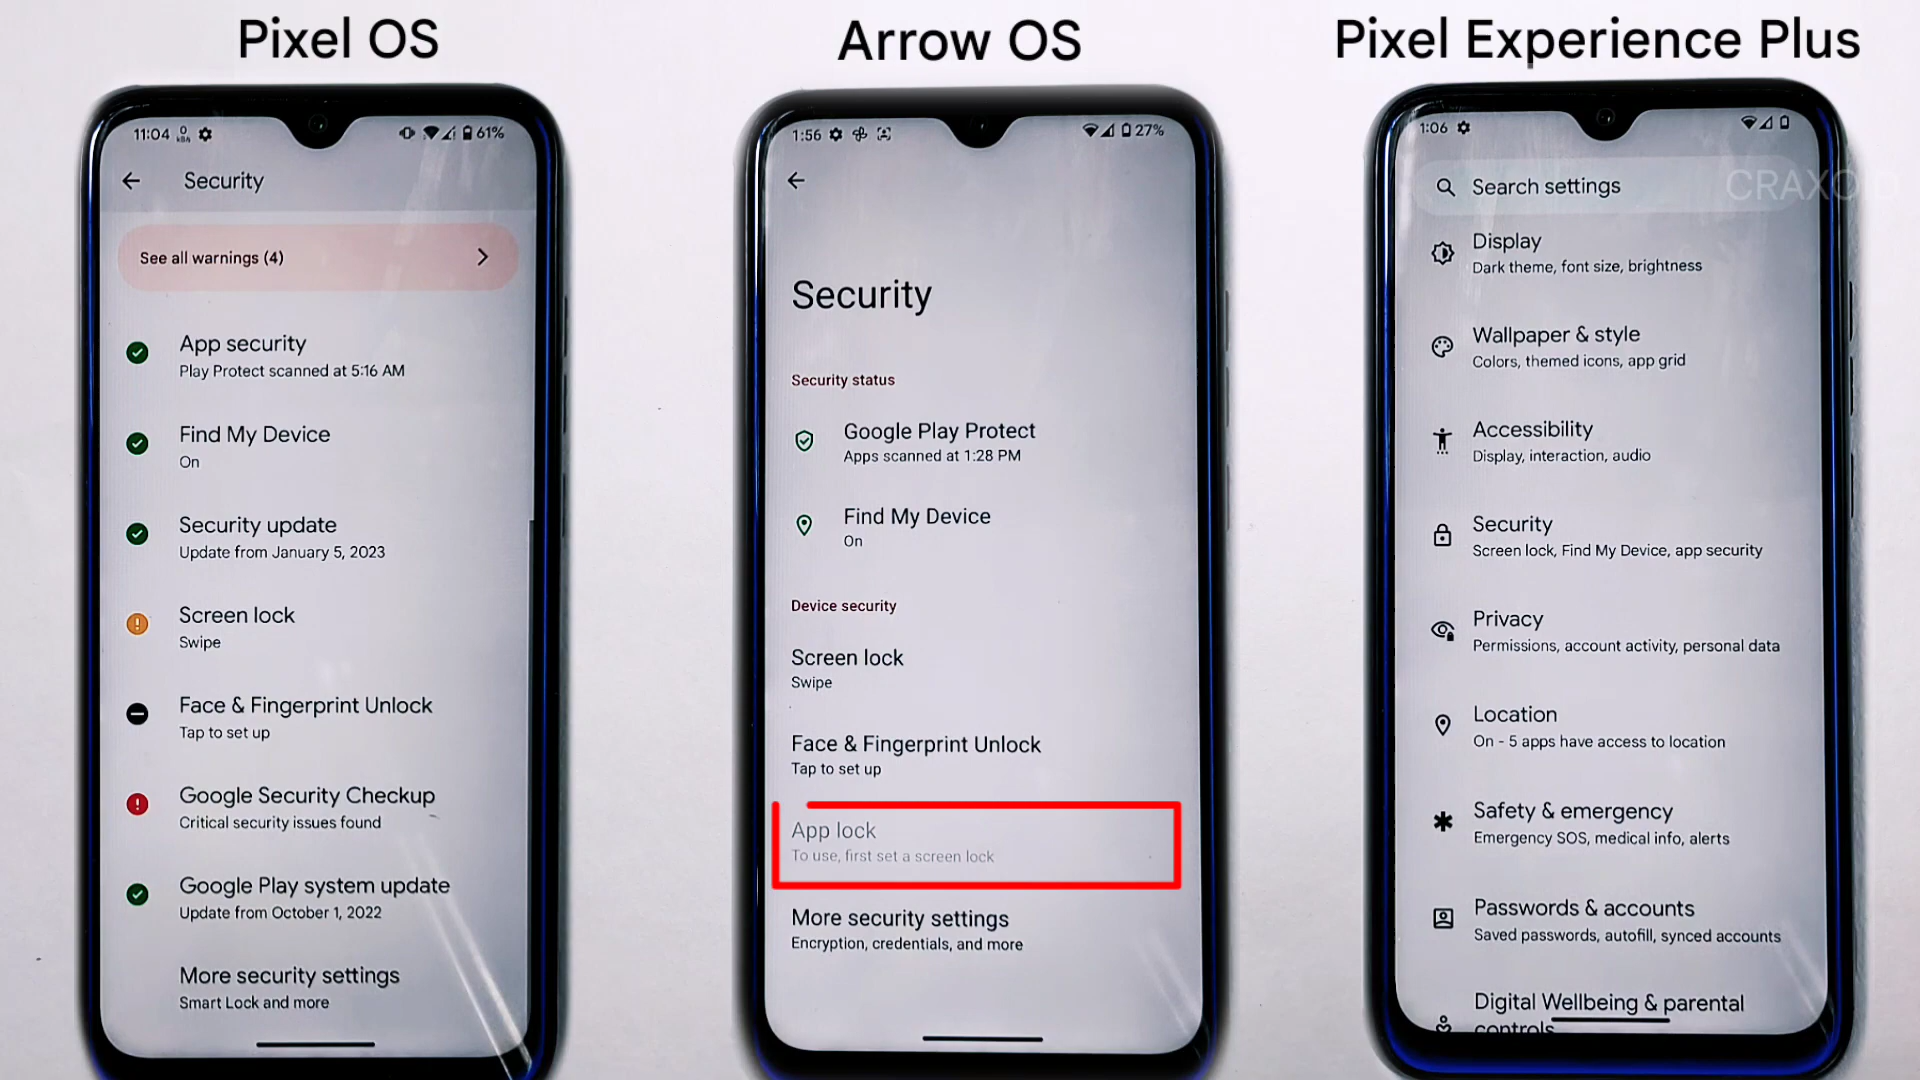 Pixel OS
Arrow OS
Pixel Experience Plus
11:04 0 kB/s
61%
Security
See all warnings (4)
App security
Play Protect scanned at 5:16 AM
Find My Device
On
Security update
Update from January 5, 2023
Screen lock
Swipe
Face & Fingerprint Unlock
Tap to set up
Google Security Checkup
Critical security issues found
Google Play system update
Update from October 1, 2022
More security settings
Smart Lock and more
1:56
27%
Security
Security status
Google Play Protect
Apps scanned at 1:28 PM
Find My Device
On
Device security
Screen lock
Swipe
Face & Fingerprint Unlock
Tap to set up
App lock
To use, first set a screen lock
More security settings
Encryption, credentials, and more
1:06
Search settings
CRAXOID
Display
Dark theme, font size, brightness
Wallpaper & style
Colors, themed icons, app grid
Accessibility
Display, interaction, audio
Security
Screen lock, Find My Device, app security
Privacy
Permissions, account activity, personal data
Location
On - 5 apps have access to location
Safety & emergency
Emergency SOS, medical info, alerts
Passwords & accounts
Saved passwords, autofill, synced accounts
Digital Wellbeing & parental
controls